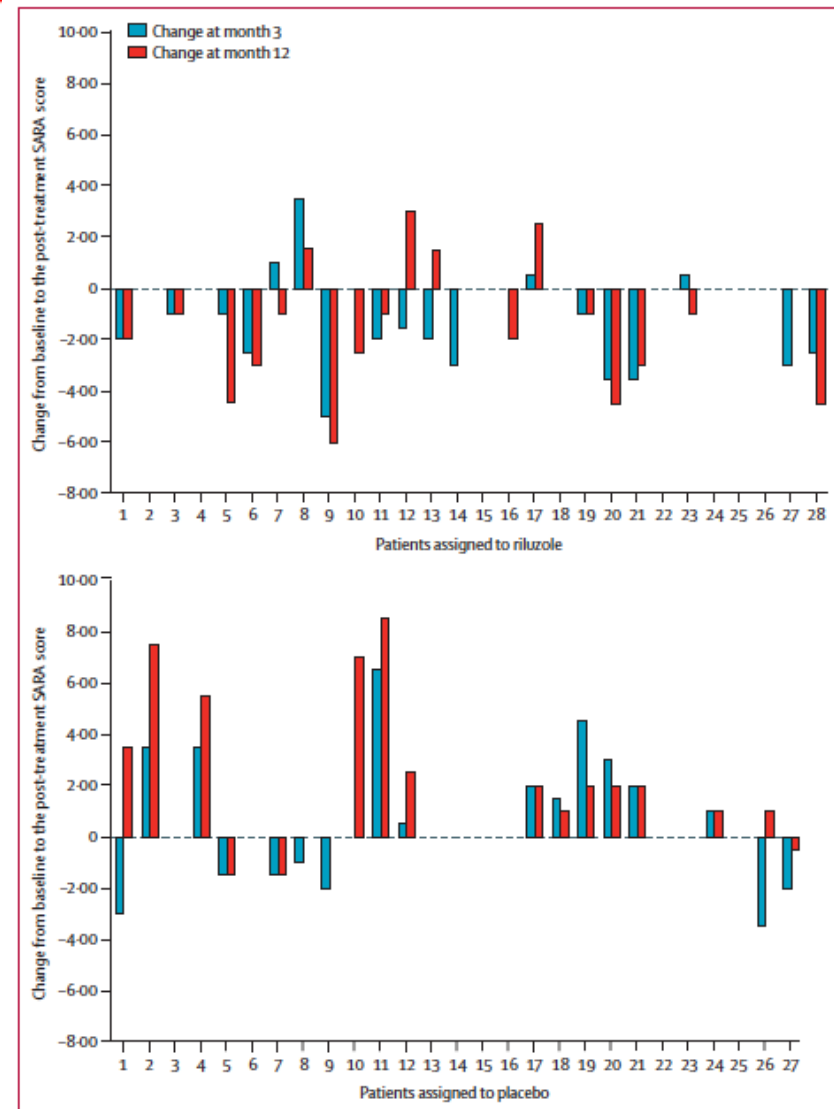 Change at month 3
Change at month 12
Change from baseline to the post-treatment SARA score
10·00
8·00
6·00
4·00
2·00
0
–2·00
–4·00
–6·00
–8·00
1 2 3 4 5 6 7 8 9 10 11 12 13 14 15 16 17 18 19 20 21 22 23 24 25 26 27 28
Patients assigned to riluzole
Change from baseline to the post-treatment SARA score
10·00
8·00
6·00
4·00
2·00
0
–2·00
–4·00
–6·00
–8·00
1 2 3 4 5 6 7 8 9 10 11 12 13 14 15 16 17 18 19 20 21 22 23 24 25 26 27
Patients assigned to placebo